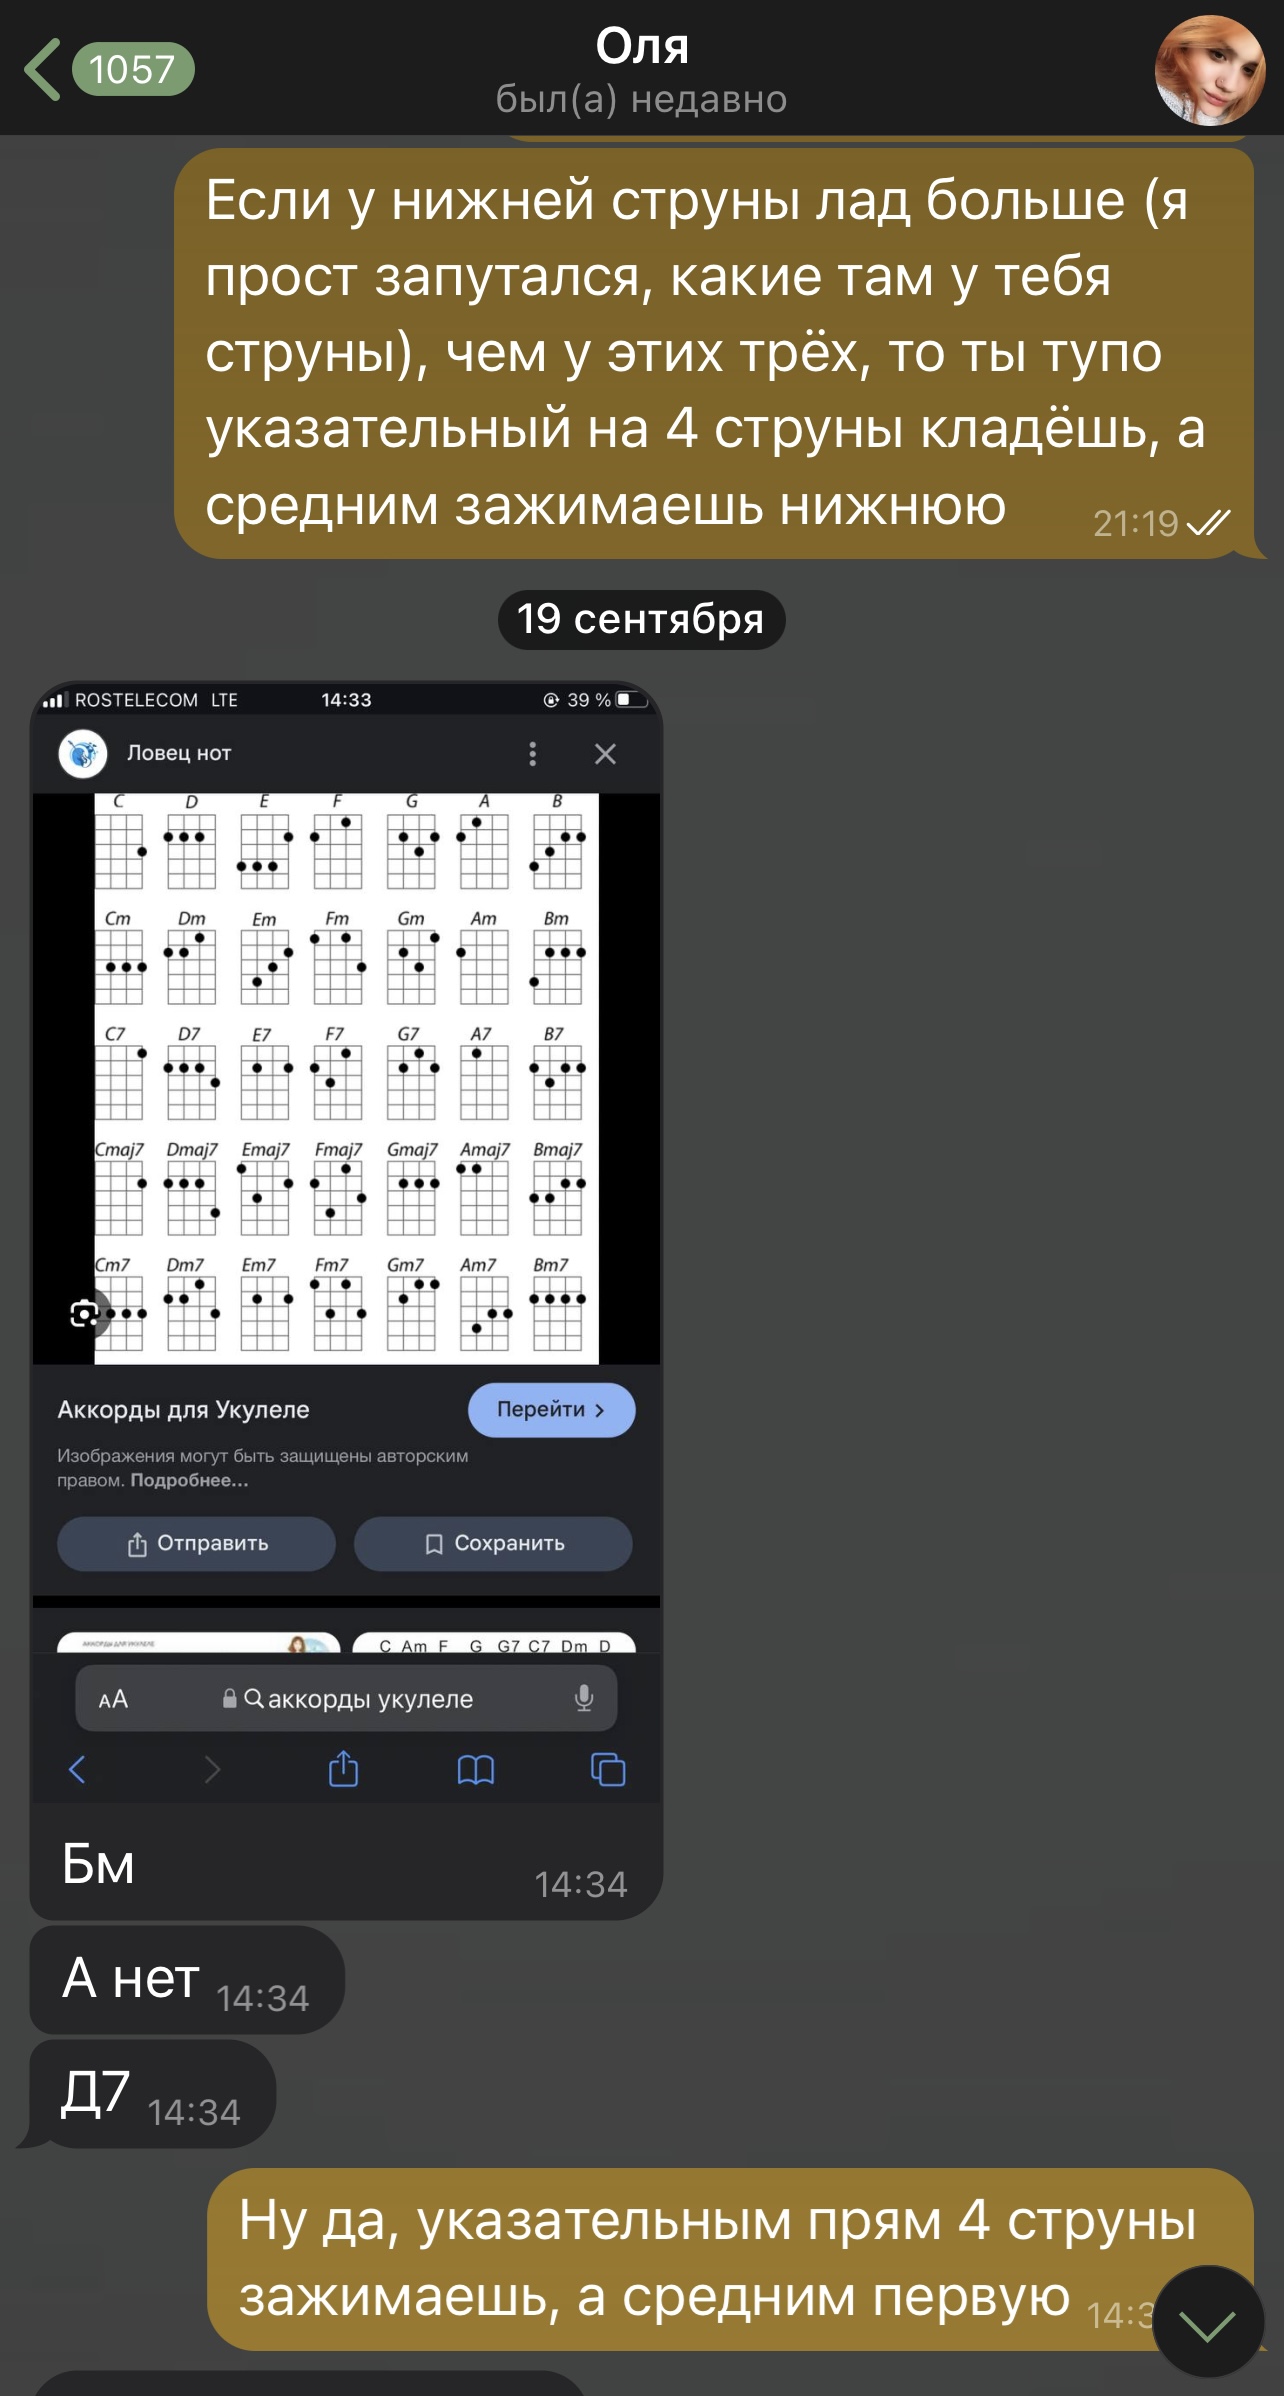 1057
Оля
был(а) недавно
Если у нижней струны лад больше (я
прост запутался, какие там у тебя
струны), чем у этих трёх, то ты тупо
указательный на 4 струны кладёшь, а
средним зажимаешь нижнюю
21:19
19 сентября
ROSTELECOM LTE 14:33 39 %
Ловец нот
C D E F G A B
Cm Dm Em Fm Gm Am Bm
C7 D7 E7 F7 G7 A7 B7
Cmaj7 Dmaj7 Emaj7 Fmaj7 Gmaj7 Amaj7 Bmaj7
Cm7 Dm7 Em7 Fm7 Gm7 Am7 Bm7
Аккорды для Укулеле
Перейти
Изображения могут быть защищены авторским
правом. Подробнее...
Отправить
Сохранить
АККОРДЫ ДЛЯ УКУЛЕЛЕ
C Am F G G7 C7 Dm D
AA аккорды укулеле
Бм
14:34
А нет 14:34
Д7 14:34
Ну да, указательным прям 4 струны
зажимаешь, а средним первую